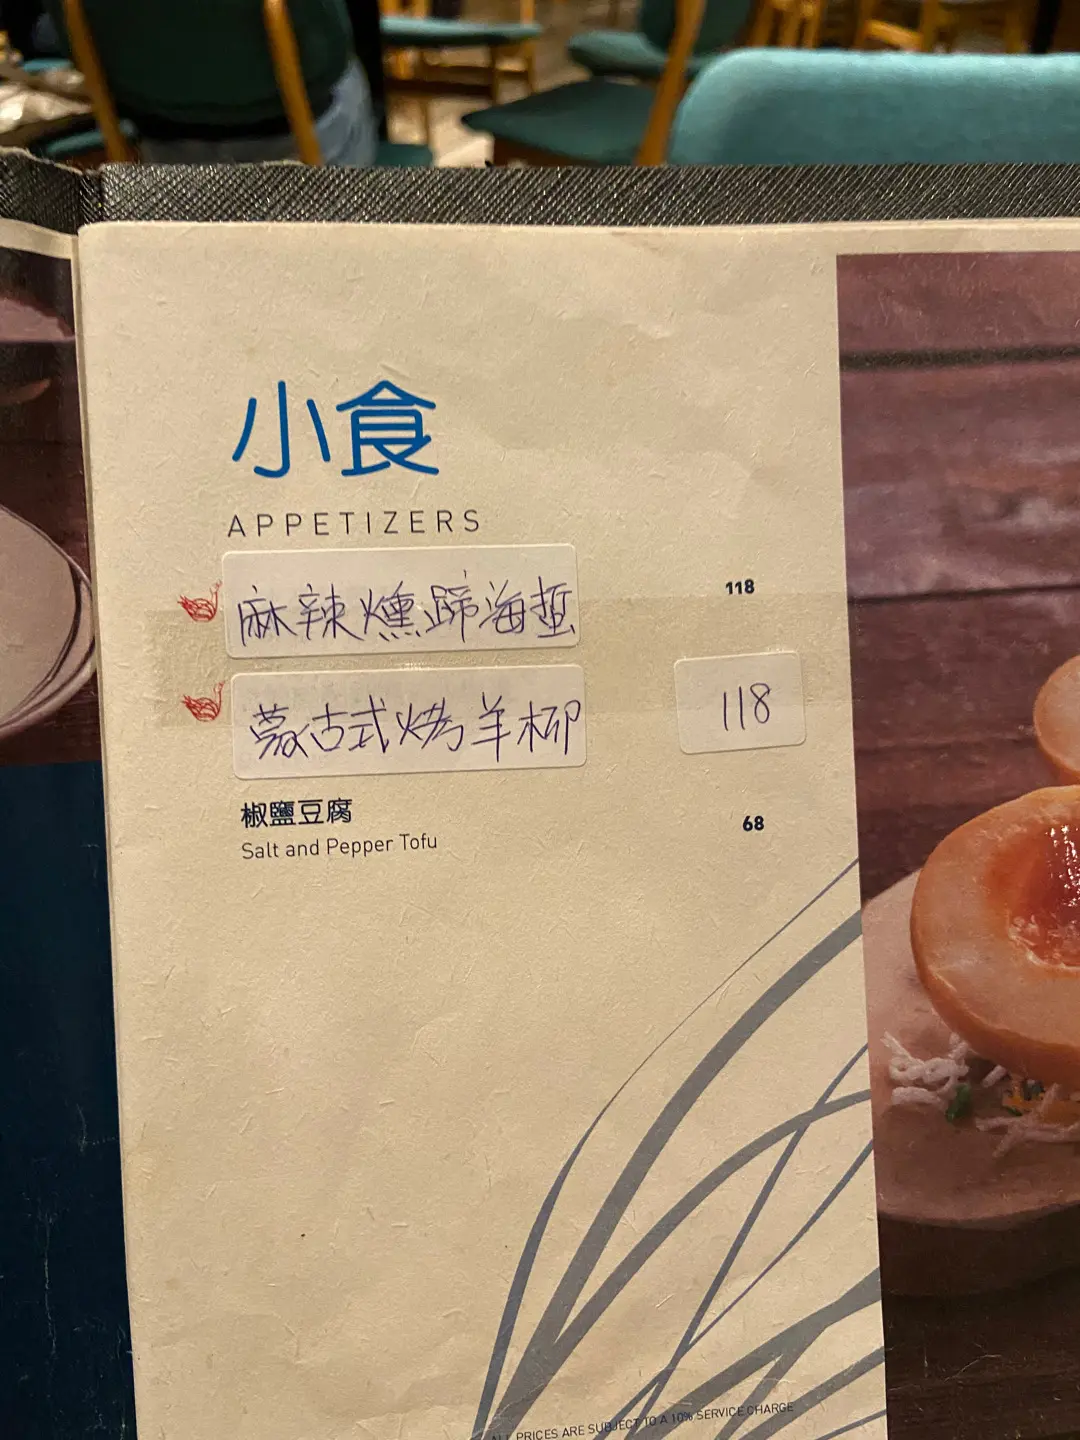 小食
APPETIZERS
麻辣燻蹄海蜇 118
蒙古式烤羊柳 118
椒鹽豆腐 68
Salt and Pepper Tofu
ALL PRICES ARE SUBJECT TO A 10% SERVICE CHARGE